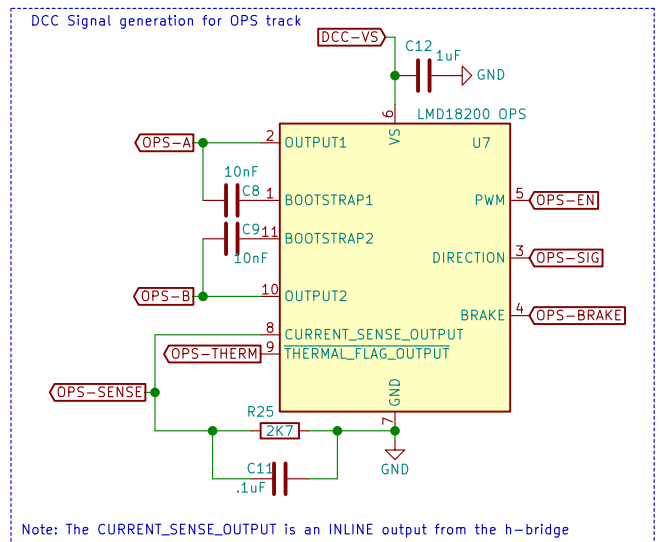 DCC Signal generation for OPS track
DCC-VS
C12
1uF
GND
6
LMD18200 OPS
VS
U7
OPS-A
2
OUTPUT1
10nF
C8
1
BOOTSTRAP1
PWM
5
OPS-EN
C9
11
BOOTSTRAP2
10nF
DIRECTION
3
OPS-SIG
OPS-B
10
OUTPUT2
BRAKE
4
OPS-BRAKE
8
CURRENT_SENSE_OUTPUT
OPS-THERM
9
THERMAL_FLAG_OUTPUT
OPS-SENSE
GND
7
R25
2K7
GND
C11
.1uF
Note: The CURRENT_SENSE_OUTPUT is an INLINE output from the h-bridge